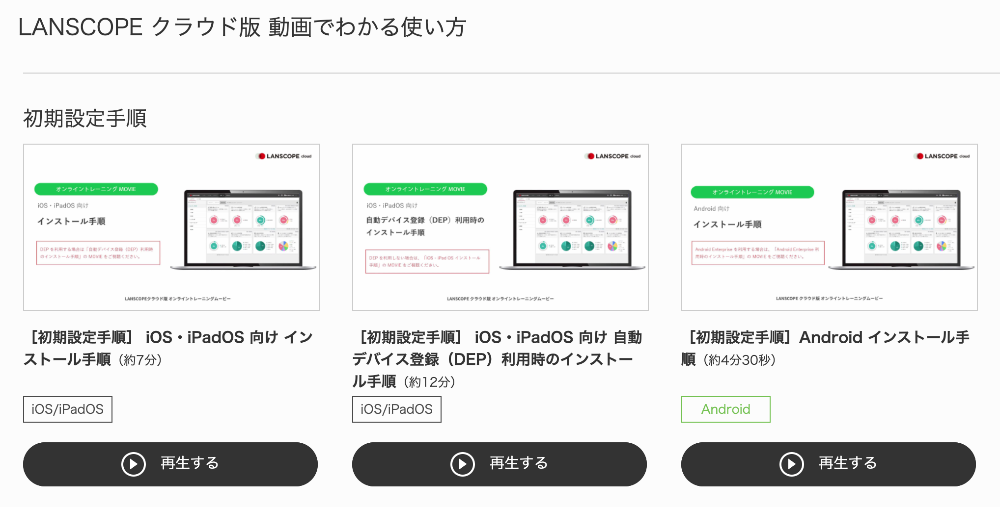 LANSCOPE クラウド版 動画でわかる使い方
初期設定手順
LANSCOPE cloud
オンライントレーニング MOVIE
iOS・iPadOS 向け
インストール手順
DEP を利用する場合は「自動デバイス登録（DEP）利用時
のインストール手順」の MOVIE をご視聴ください。
LANSCOPEクラウド版 オンライントレーニングムービー
［初期設定手順］ iOS・iPadOS 向け イン
ストール手順（約7分）
iOS/iPadOS
再生する
LANSCOPE cloud
オンライントレーニング MOVIE
iOS・iPadOS 向け
自動デバイス登録（DEP）利用時の
インストール手順
DEP を利用しない場合は、「iOS・iPad OS インストール
手順」の MOVIE をご視聴ください。
LANSCOPE クラウド版 オンライントレーニングムービー
［初期設定手順］ iOS・iPadOS 向け 自動
デバイス登録（DEP）利用時のインストー
ル手順（約12分）
iOS/iPadOS
再生する
LANSCOPE cloud
オンライントレーニング MOVIE
Android 向け
インストール手順
Android Enterprise を利用する場合は、「Android Enterprise 利
用時のインストール手順」の MOVIE をご視聴ください。
LANSCOPE クラウド版 オンライントレーニングムービー
［初期設定手順］Android インストール手
順（約4分30秒）
Android
再生する